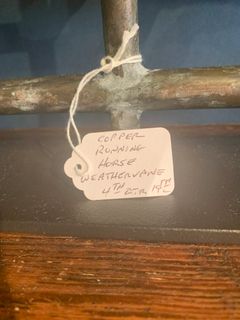 COPPER
RUNNING
HORSE
WEATHERVANE
4TH QTR 19TH